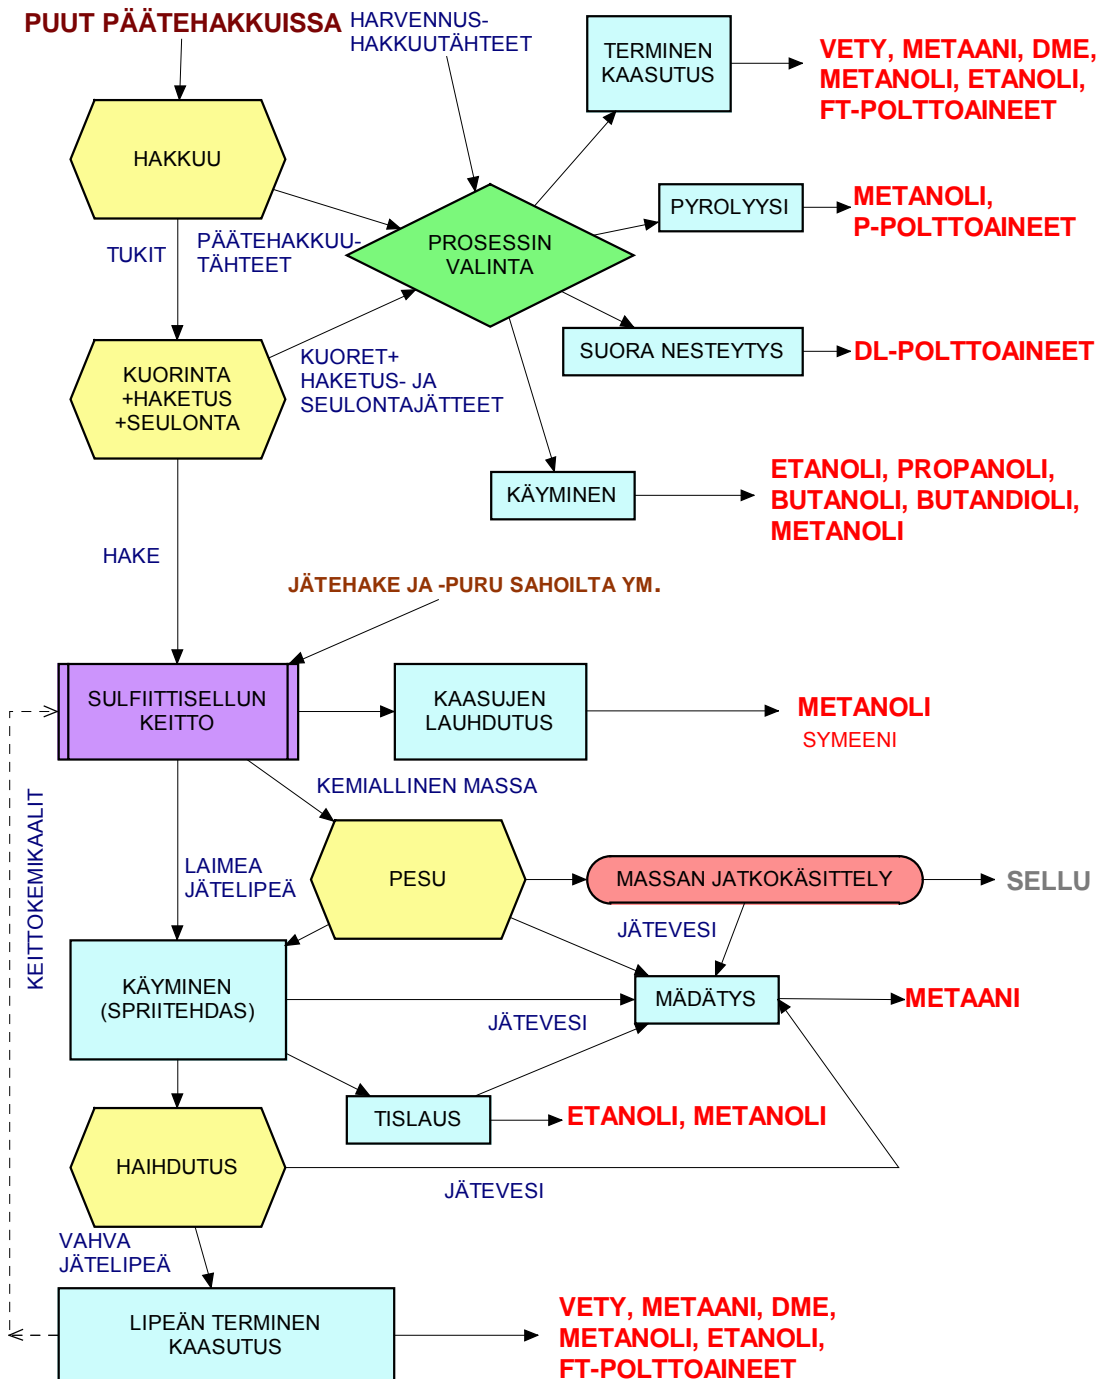 PUUT PÄÄTEHAKKUISSA
HARVENNUS-
HAKKUUTÄHTEET
TERMINEN
KAASUTUS
VETY, METAANI, DME,
METANOLI, ETANOLI,
FT-POLTTOAINEET
HAKKUU
PYROLYYSI
METANOLI,
P-POLTTOAINEET
TUKIT
PÄÄTEHAKKUU-
TÄHTEET
PROSESSIN
VALINTA
SUORA NESTEYTYS
DL-POLTTOAINEET
KUORINTA
+HAKETUS
+SEULONTA
KUORET+
HAKETUS- JA
SEULONTAJÄTTEET
KÄYMINEN
ETANOLI, PROPANOLI,
BUTANOLI, BUTANDIOLI,
METANOLI
HAKE
JÄTEHAKE JA -PURU SAHOILTA YM.
SULFIITTISELLUN
KEITTO
KAASUJEN
LAUHDUTUS
METANOLI
SYMEENI
KEMIALLINEN MASSA
KEITTOKEMIKAALIT
LAIMEA
JÄTELIPEÄ
PESU
MASSAN JATKOKÄSITTELY
SELLU
JÄTEVESI
KÄYMINEN
(SPRIITEHDAS)
JÄTEVESI
MÄDÄTYS
METAANI
TISLAUS
ETANOLI, METANOLI
HAIHDUTUS
JÄTEVESI
VAHVA
JÄTELIPEÄ
LIPEÄN TERMINEN
KAASUTUS
VETY, METAANI, DME,
METANOLI, ETANOLI,
FT-POLTTOAINEET